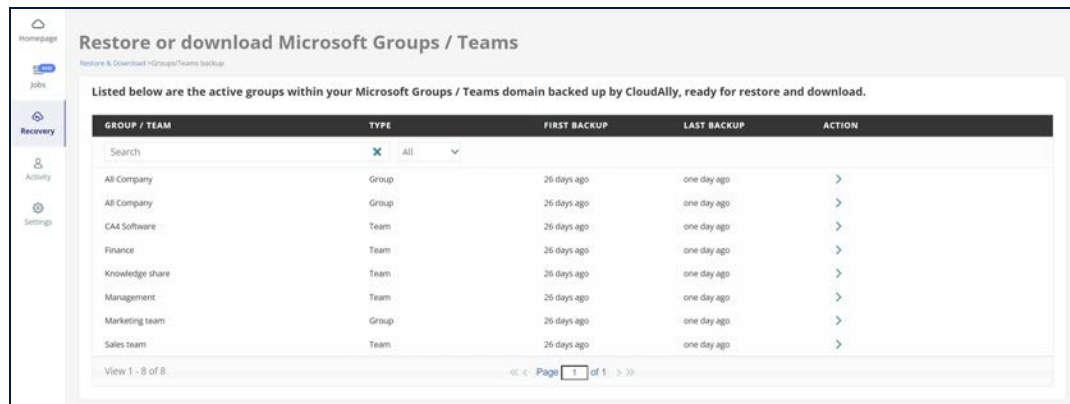 Homepage
NEW
Jobs
Recovery
Activity
Settings
Restore or download Microsoft Groups / Teams
Restore & Download >Groups/Teams backup
Listed below are the active groups within your Microsoft Groups / Teams domain backed up by CloudAlly, ready for restore and download.
GROUP / TEAM TYPE FIRST BACKUP LAST BACKUP ACTION
Search All
All Company Group 26 days ago one day ago
All Company Group 26 days ago one day ago
CA4 Software Team 26 days ago one day ago
Finance Team 26 days ago one day ago
Knowledge share Team 26 days ago one day ago
Management Team 26 days ago one day ago
Marketing team Group 26 days ago one day ago
Sales team Team 26 days ago one day ago
View 1 - 8 of 8 Page 1 of 1